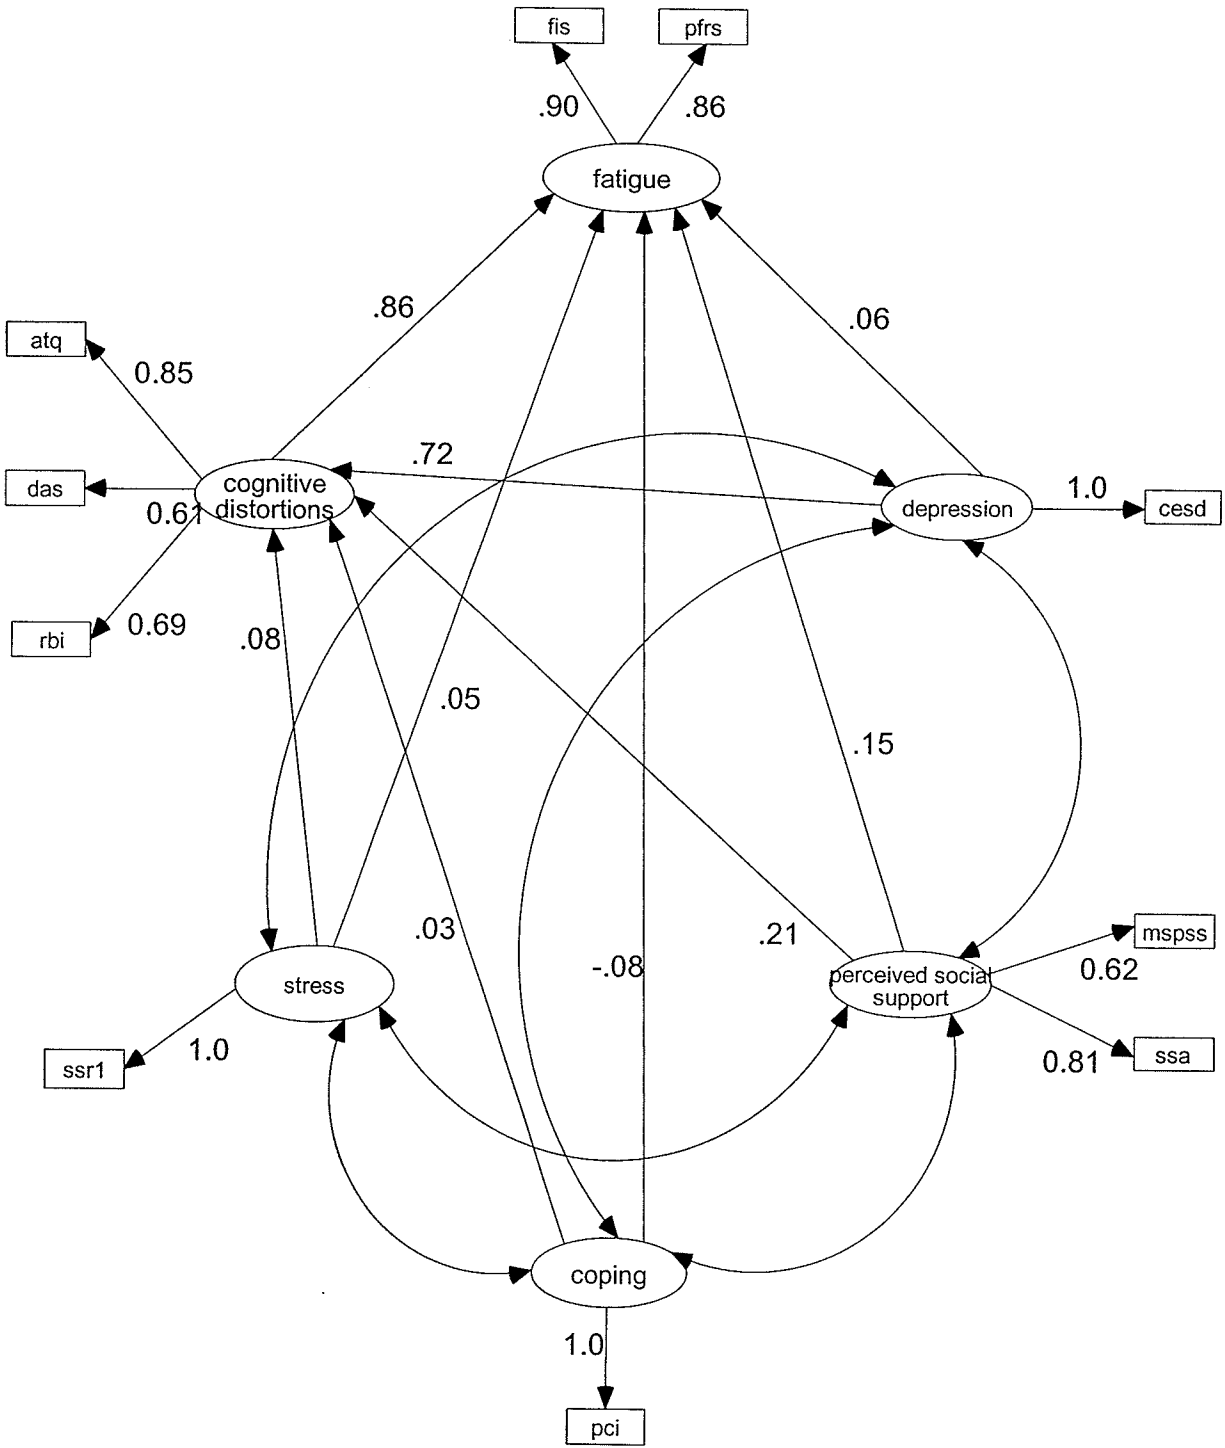 fis
pfrs
.90
.86
fatigue
.86
.06
atq
0.85
.72
cognitive
distortions
das
0.61
depression
1.0
cesd
rbi
0.69
.08
.05
.15
.03
.21
-.08
mspss
0.62
perceived social
support
stress
ssr1
1.0
0.81
ssa
coping
1.0
pci